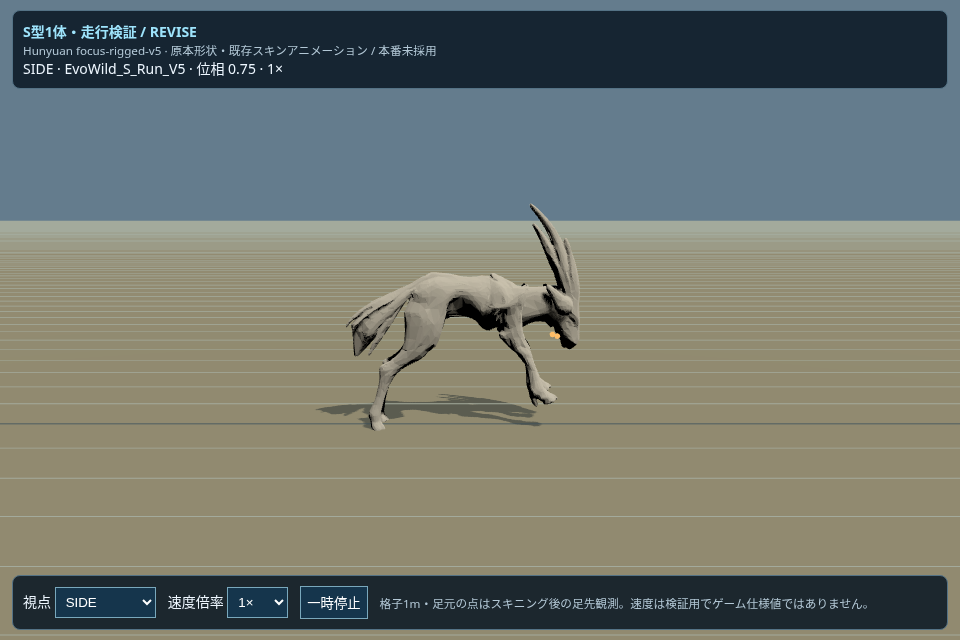 S型1体・走行検証 / REVISE
Hunyuan focus-rigged-v5 · 原本形状・既存スキンアニメーション / 本番未採用
SIDE · EvoWild_S_Run_V5 · 位相 0.75 · 1×
視点 SIDE 速度倍率 1× 一時停止 格子1m・足元の点はスキニング後の足先観測。速度は検証用でゲーム仕様値ではありません。